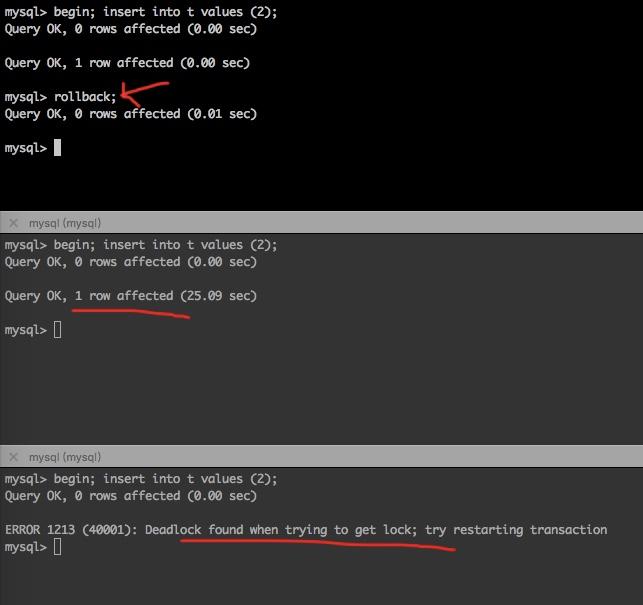 mysql> begin; insert into t values (2);
Query OK, 0 rows affected (0.00 sec)
Query OK, 1 row affected (0.00 sec)
mysql> rollback;
Query OK, 0 rows affected (0.01 sec)
mysql>
× mysql (mysql)
mysql> begin; insert into t values (2);
Query OK, 0 rows affected (0.00 sec)
Query OK, 1 row affected (25.09 sec)
mysql>
× mysql (mysql)
mysql> begin; insert into t values (2);
Query OK, 0 rows affected (0.00 sec)
ERROR 1213 (40001): Deadlock found when trying to get lock; try restarting transaction
mysql>